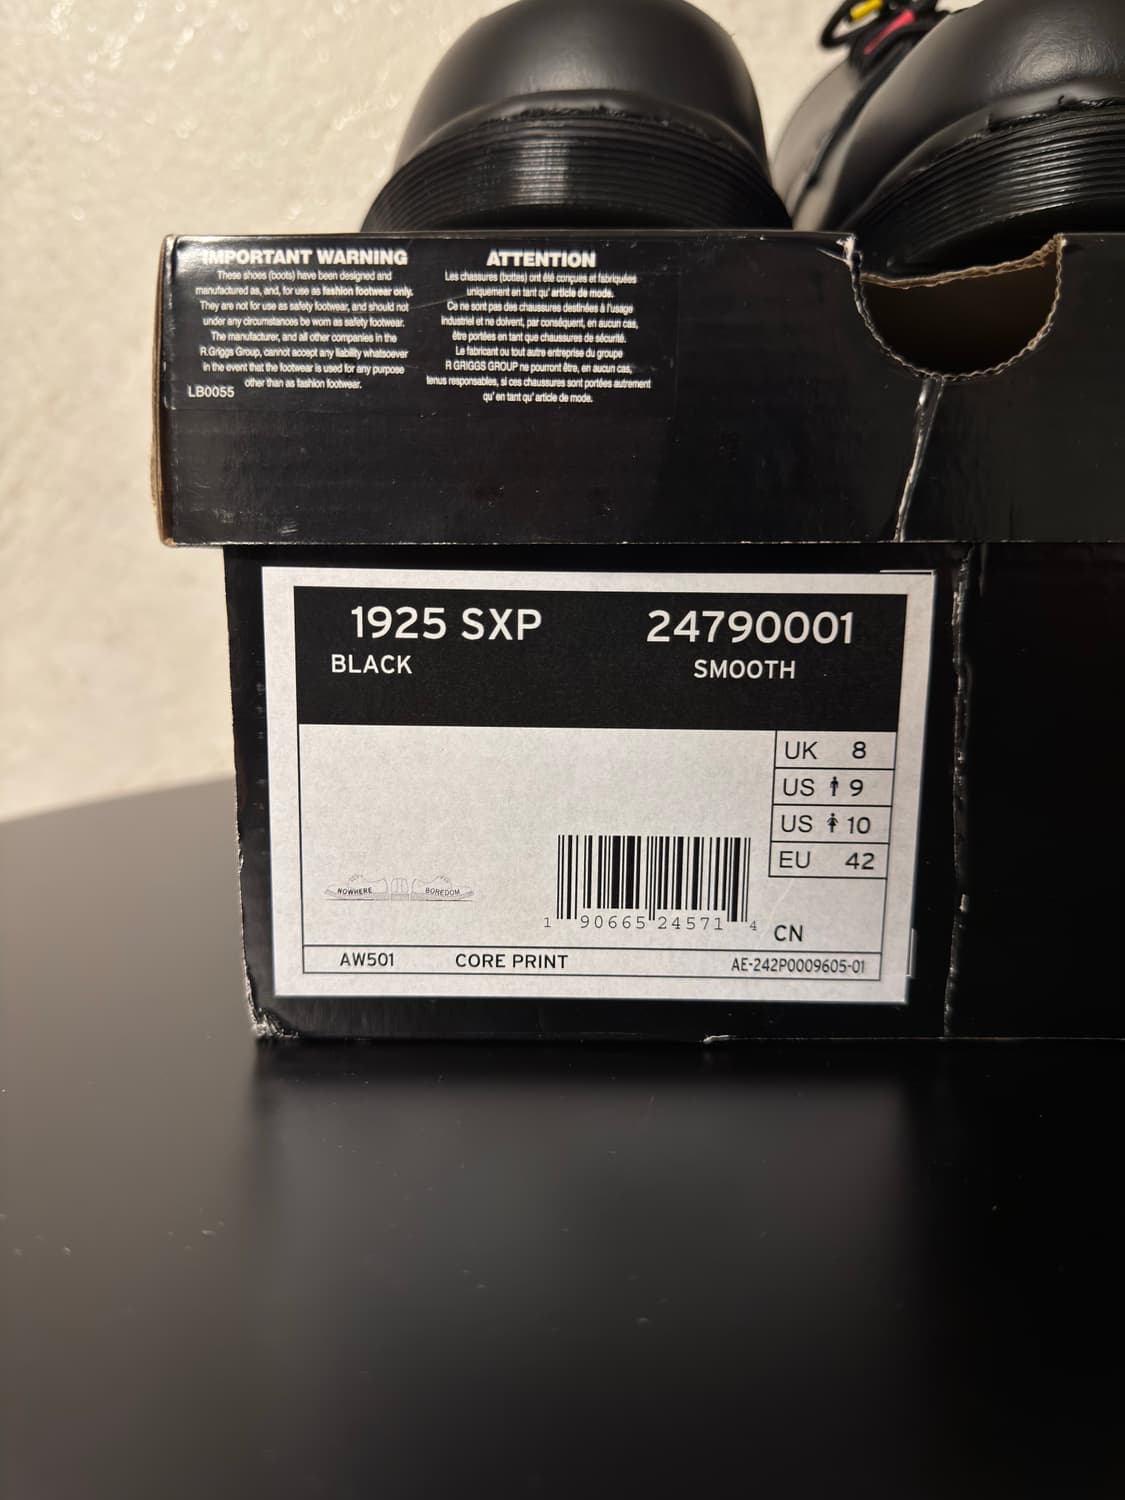 IMPORTANT WARNING
These shoes (boots) have been designed and
manufactured as, and, for use as fashion footwear only.
They are not for use as safety footwear, and should not
under any circumstances be worn as safety footwear.
The manufacturer, and all other companies in the
R.Griggs Group, cannot accept any liability whatsoever
in the event that the footwear is used for any purpose
other than as fashion footwear.
LB0055
ATTENTION
Les chassures (bottes) ont été conçues et fabriquées
uniquement en tant qu' article de mode.
Ce ne sont pas des chaussures destinées à l'usage
industriel et ne doivent, par conséquent, en aucun cas,
être portées en tant que chaussures de sécurité.
Le fabricant ou tout autre entreprise du groupe
R GRIGGS GROUP ne pourront être, en aucun cas,
tenus responsables, si ces chaussures sont portées autrement
qu' en tant qu' article de mode.
1925 SXP 24790001
BLACK SMOOTH
UK 8
US 9
US 10
EU 42
NOWHERE BOREDOM
1 90665 24571 4
CN
AW501 CORE PRINT AE-242P0009605-01